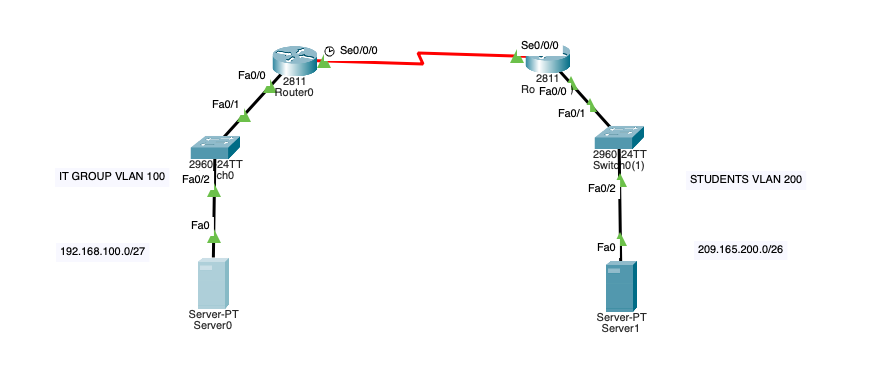 Se0/0/0
Se0/0/0
Fa0/0
2811
Router0
2811
Ro
Fa0/0
Fa0/1
Fa0/1
2960-24TT
ch0
2960-24TT
Switch0(1)
IT GROUP VLAN 100
Fa0/2
Fa0/2
STUDENTS VLAN 200
Fa0
Fa0
192.168.100.0/27
209.165.200.0/26
Server-PT
Server0
Server-PT
Server1